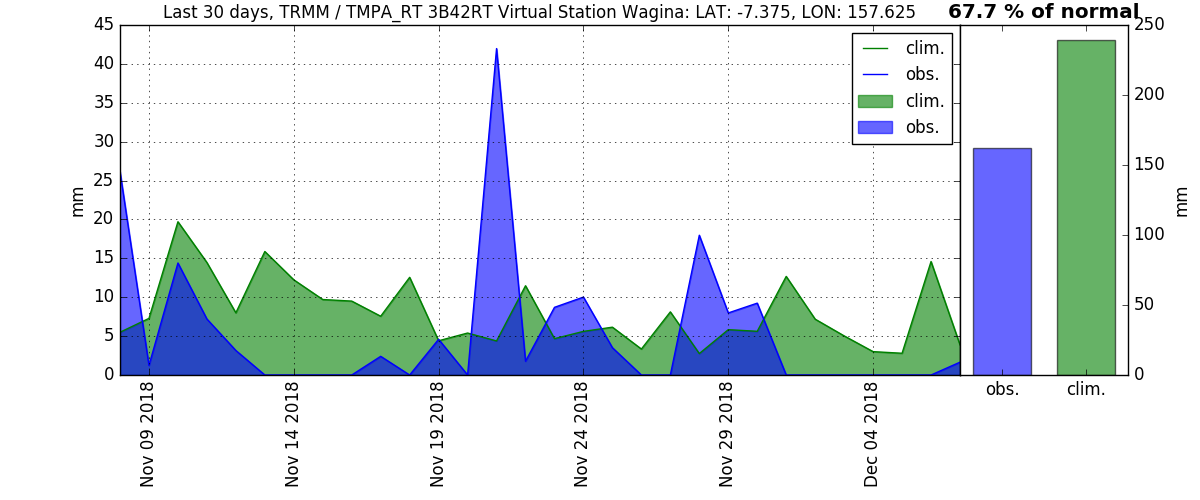 Last 30 days, TRMM / TMPA_RT 3B42RT Virtual Station Wagina: LAT: -7.375, LON: 157.625
67.7 % of normal
45
40
35
30
25
20
15
10
5
0
mm
clim.
obs.
clim.
obs.
250
200
150
100
50
0
mm
Nov 09 2018
Nov 14 2018
Nov 19 2018
Nov 24 2018
Nov 29 2018
Dec 04 2018
obs.
clim.